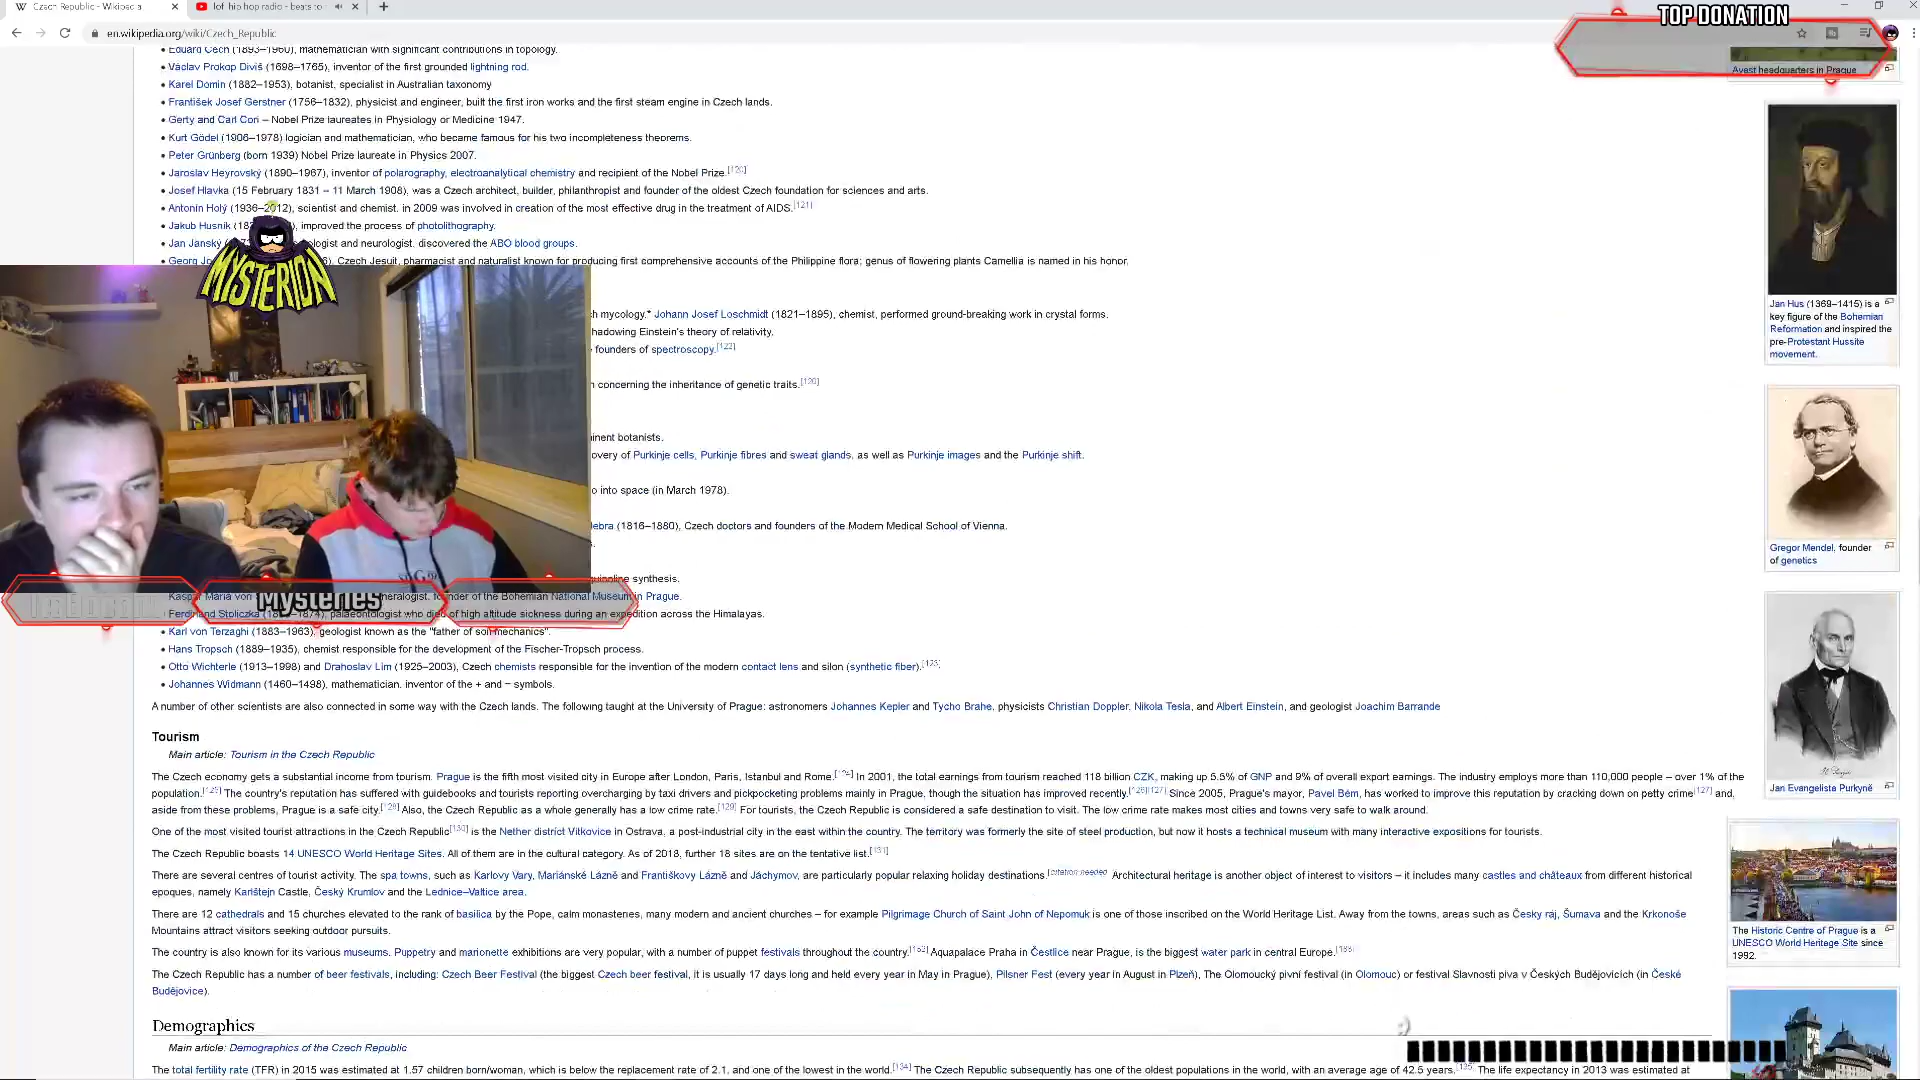 Czech Republic - Wikipedia
lofi hip hop radio - beats to
TOP DONATION
en.wikipedia.org/wiki/Czech_Republic
Eduard Čech (1893–1960), mathematician with significant contributions in topology.
Václav Prokop Diviš (1698–1765), inventor of the first grounded lightning rod.
Avast headquarters in Prague
Karel Domin (1882–1953), botanist, specialist in Australian taxonomy
František Josef Gerstner (1756–1832), physicist and engineer, built the first iron works and the first steam engine in Czech lands.
Gerty and Carl Cori – Nobel Prize laureates in Physiology or Medicine 1947.
Kurt Gödel (1906–1978) logician and mathematician, who became famous for his two incompleteness theorems.
Peter Grünberg (born 1939) Nobel Prize laureate in Physics 2007.
Jaroslav Heyrovský (1890–1967), inventor of polarography, electroanalytical chemistry and recipient of the Nobel Prize.[120]
Josef Hlavka (15 February 1831 – 11 March 1908), was a Czech architect, builder, philanthropist and founder of the oldest Czech foundation for sciences and arts.
Antonín Holý (1936–2012), scientist and chemist, in 2009 was involved in creation of the most effective drug in the treatment of AIDS.[121]
Jakub Husník improved the process of photolithography.
Jan Janský ologist and neurologist, discovered the ABO blood groups.
Georg Jo Czech Jesuit, pharmacist and naturalist known for producing first comprehensive accounts of the Philippine flora; genus of flowering plants Camellia is named in his honor.
MYSTERION
h mycology.* Johann Josef Loschmidt (1821–1895), chemist, performed ground-breaking work in crystal forms.
hadowing Einstein's theory of relativity.
founders of spectroscopy.[122]
n concerning the inheritance of genetic traits.[120]
inent botanists.
overy of Purkinje cells, Purkinje fibres and sweat glands, as well as Purkinje images and the Purkinje shift.
o into space (in March 1978).
ebra (1816–1880), Czech doctors and founders of the Modern Medical School of Vienna.
quinoline synthesis.
Mysteries
Kaspar Maria von neralogist, founder of the Bohemian National Museum in Prague.
Ferdinand Stoliczka palaeontologist who died of high altitude sickness during an expedition across the Himalayas.
Karl von Terzaghi (1883–1963), geologist known as the "father of soil mechanics".
Hans Tropsch (1889–1935), chemist responsible for the development of the Fischer-Tropsch process.
Otto Wichterle (1913–1998) and Drahoslav Lím (1925–2003), Czech chemists responsible for the invention of the modern contact lens and silon (synthetic fiber).[123]
Johannes Widmann (1460–1498), mathematician, inventor of the + and − symbols.
A number of other scientists are also connected in some way with the Czech lands. The following taught at the University of Prague: astronomers Johannes Kepler and Tycho Brahe, physicists Christian Doppler, Nikola Tesla, and Albert Einstein, and geologist Joachim Barrande
Tourism
Main article: Tourism in the Czech Republic
The Czech economy gets a substantial income from tourism. Prague is the fifth most visited city in Europe after London, Paris, Istanbul and Rome.[124] In 2001, the total earnings from tourism reached 118 billion CZK, making up 5.5% of GNP and 9% of overall export earnings. The industry employs more than 110,000 people – over 1% of the
population.[125] The country's reputation has suffered with guidebooks and tourists reporting overcharging by taxi drivers and pickpocketing problems mainly in Prague, though the situation has improved recently.[126][127] Since 2005, Prague's mayor, Pavel Bém, has worked to improve this reputation by cracking down on petty crime[127] and,
aside from these problems, Prague is a safe city.[128] Also, the Czech Republic as a whole generally has a low crime rate.[129] For tourists, the Czech Republic is considered a safe destination to visit. The low crime rate makes most cities and towns very safe to walk around.
One of the most visited tourist attractions in the Czech Republic[130] is the Nether district Vítkovice in Ostrava, a post-industrial city in the east within the country. The territory was formerly the site of steel production, but now it hosts a technical museum with many interactive expositions for tourists.
The Czech Republic boasts 14 UNESCO World Heritage Sites. All of them are in the cultural category. As of 2018, further 18 sites are on the tentative list.[131]
There are several centres of tourist activity. The spa towns, such as Karlovy Vary, Mariánské Lázně and Františkovy Lázně and Jáchymov, are particularly popular relaxing holiday destinations.[citation needed] Architectural heritage is another object of interest to visitors – it includes many castles and châteaux from different historical
epoques, namely Karlštejn Castle, Český Krumlov and the Lednice–Valtice area.
There are 12 cathedrals and 15 churches elevated to the rank of basilica by the Pope, calm monasteries, many modern and ancient churches – for example Pilgrimage Church of Saint John of Nepomuk is one of those inscribed on the World Heritage List. Away from the towns, areas such as Český ráj, Šumava and the Krkonoše
Mountains attract visitors seeking outdoor pursuits.
The country is also known for its various museums. Puppetry and marionette exhibitions are very popular, with a number of puppet festivals throughout the country.[132] Aquapalace Praha in Čestlice near Prague, is the biggest water park in central Europe.[133]
The Czech Republic has a number of beer festivals, including: Czech Beer Festival (the biggest Czech beer festival, it is usually 17 days long and held every year in May in Prague), Pilsner Fest (every year in August in Plzeň), The Olomoucký pivní festival (in Olomouc) or festival Slavnosti piva v Českých Budějovicích (in České
Budějovice).
Demographics
Main article: Demographics of the Czech Republic
The total fertility rate (TFR) in 2015 was estimated at 1.57 children born/woman, which is below the replacement rate of 2.1, and one of the lowest in the world.[134] The Czech Republic subsequently has one of the oldest populations in the world, with an average age of 42.5 years.[135] The life expectancy in 2013 was estimated at
Jan Hus (1369–1415) is a
key figure of the Bohemian
Reformation and inspired the
pre-Protestant Hussite
movement.
Gregor Mendel, founder
of genetics
Jan Evangelista Purkyně
The Historic Centre of Prague is a
UNESCO World Heritage Site since
1992.